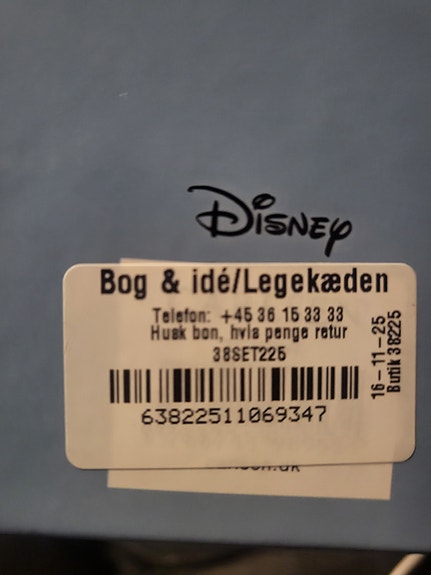 Disney
Bog & idé/Legekæden
Telefon: +45 36 15 33 33
Husk bon, hvis penge retur
38SET225
63822511069347
16-11-25
Butik 38225